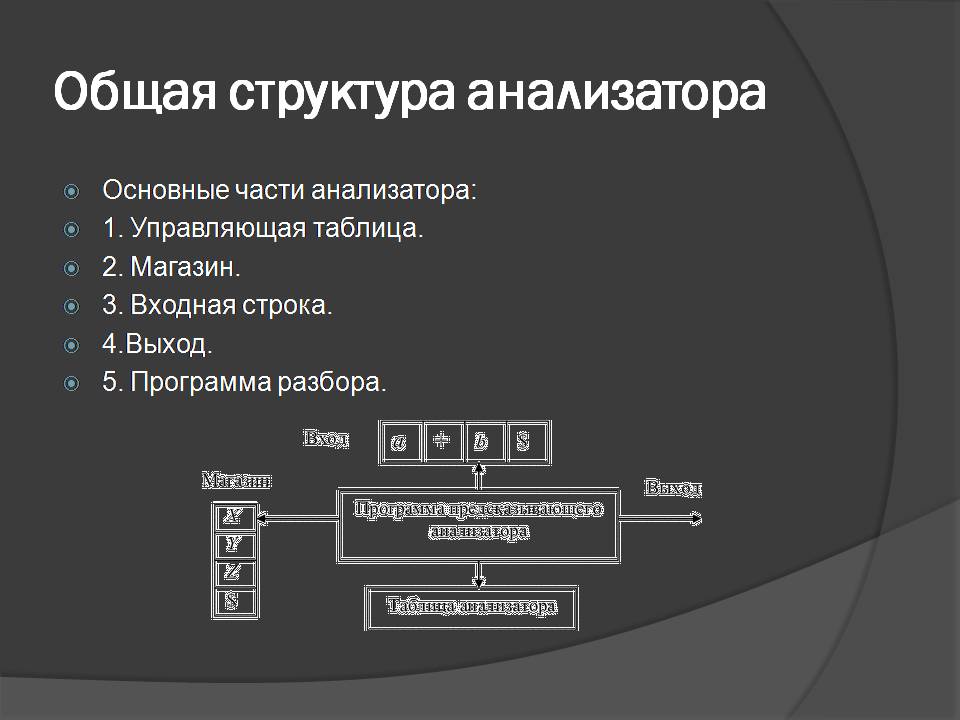 Общая структура анализатора
Основные части анализатора:
1. Управляющая таблица.
2. Магазин.
3. Входная строка.
4.Выход.
5. Программа разбора.
Вход
a + b $
Магазин
X
Y
Z
$
Программа предсказывающего
анализатора
Выход
Таблица анализатора